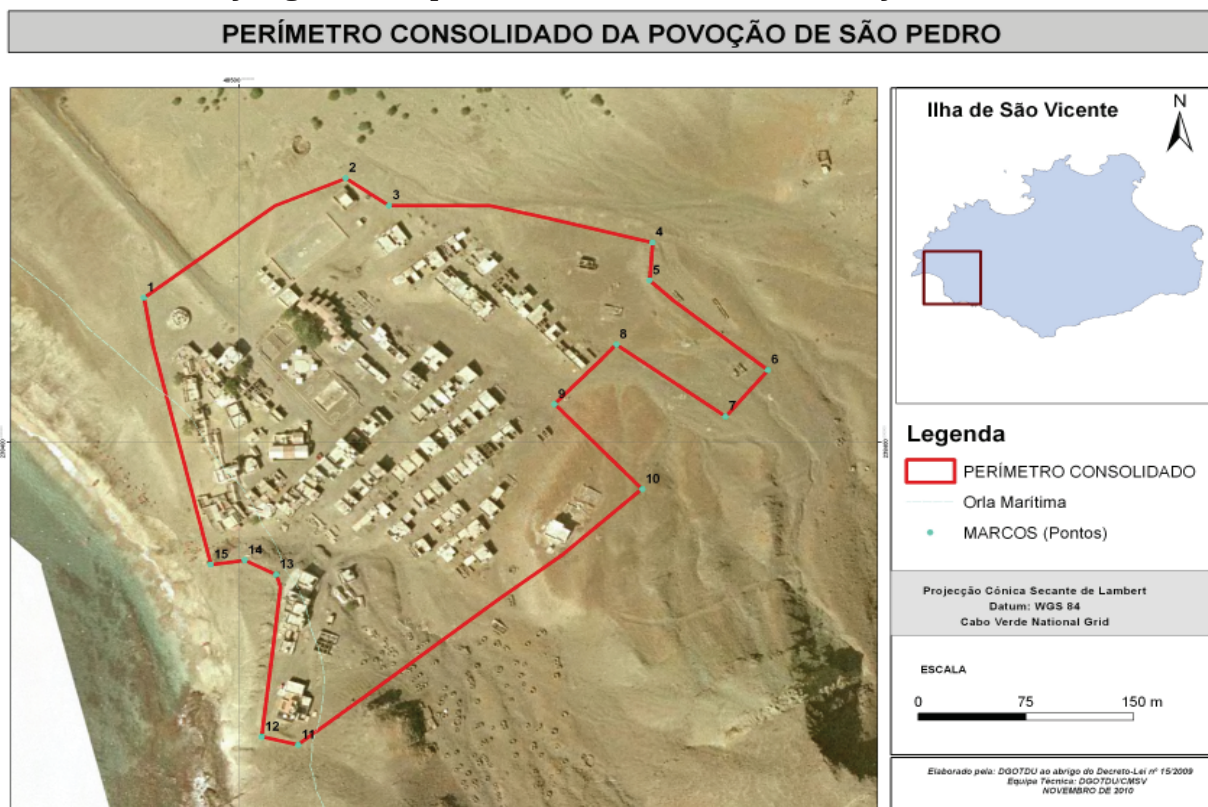 PERÍMETRO CONSOLIDADO DA POVOÇÃO DE SÃO PEDRO
Ilha de São Vicente
N
1
2
3
4
5
6
7
8
9
10
11
12
13
14
15
Legenda
PERÍMETRO CONSOLIDADO
Orla Marítima
MARCOS (Pontos)
Projecção Cónica Secante de Lambert
Datum: WGS 84
Cabo Verde National Grid
ESCALA
0 75 150 m
Elaborado pela: DGOTDU ao abrigo do Decreto-Lei nº 15/2009
Equipa Técnica: DGOTDU/CMSV
NOVEMBRO DE 2010